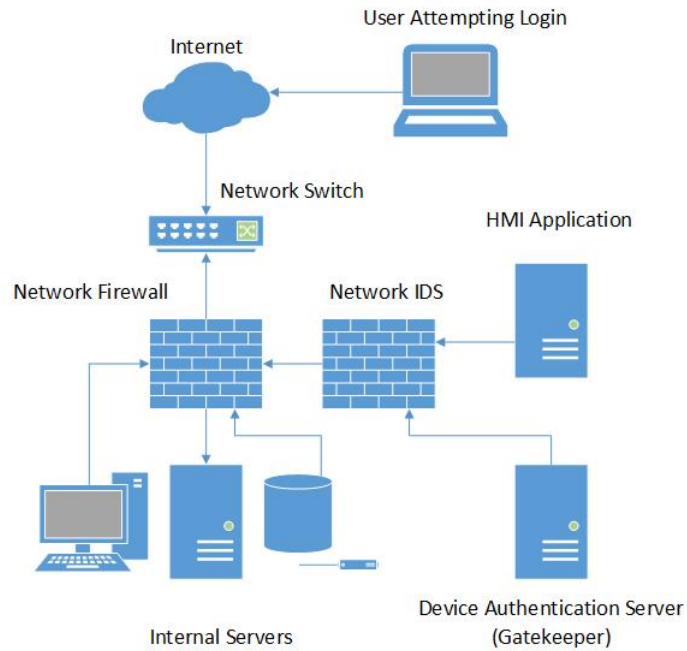 User Attempting Login
Internet
Network Switch
HMI Application
Network Firewall
Network IDS
Device Authentication Server
(Gatekeeper)
Internal Servers